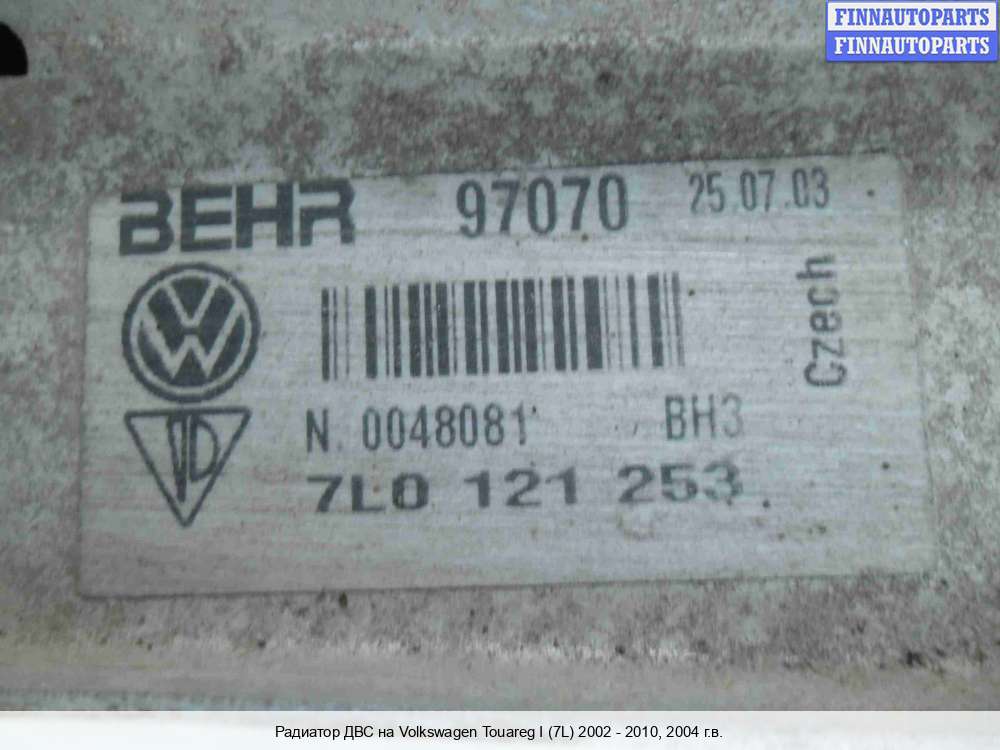 FINNAUTOPARTS
FINNAUTOPARTS
BEHR 97070 25.07.03
Czech
N. 0048081 BH3
7L0 121 253
Радиатор ДВС на Volkswagen Touareg I (7L) 2002 - 2010, 2004 г.в.